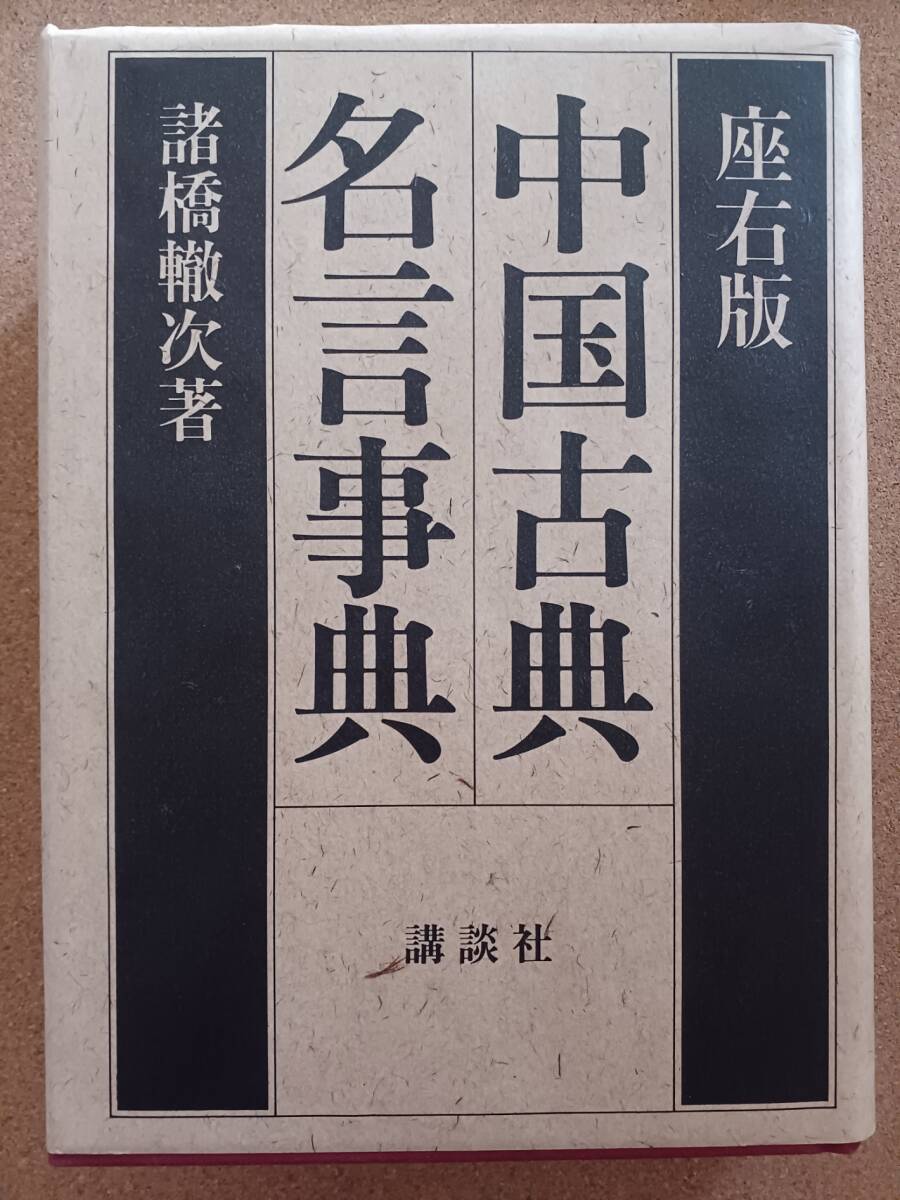 座右版
中国古典
名言事典
諸橋轍次著
講談社